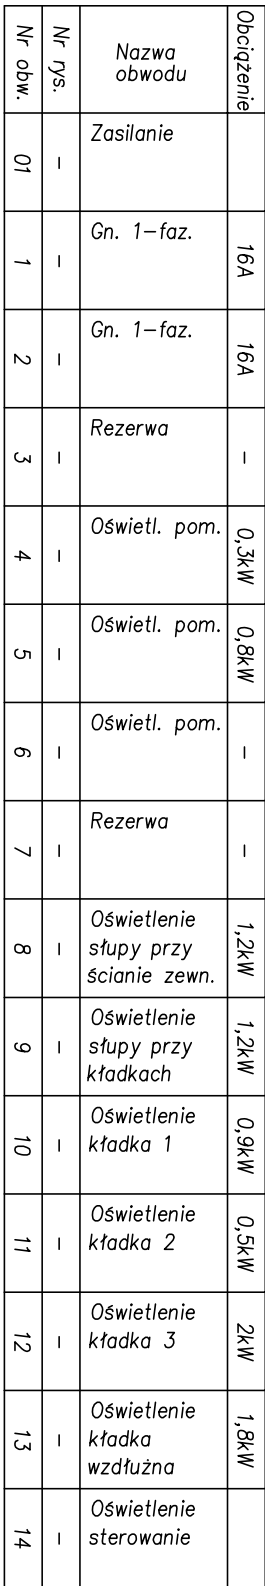 Nr obw.
Nr rys.
Nazwa
obwodu
Obciążenie
01
–
Zasilanie
1
–
Gn. 1–faz.
16A
2
–
Gn. 1–faz.
16A
3
–
Rezerwa
–
4
–
Oświetl. pom.
0,3kW
5
–
Oświetl. pom.
0,8kW
6
–
Oświetl. pom.
–
7
–
Rezerwa
–
8
–
Oświetlenie
słupy przy
ścianie zewn.
1,2kW
9
–
Oświetlenie
słupy przy
kładkach
1,2kW
10
–
Oświetlenie
kładka 1
0,9kW
11
–
Oświetlenie
kładka 2
0,5kW
12
–
Oświetlenie
kładka 3
2kW
13
–
Oświetlenie
kładka
wzdłużna
1,8kW
14
–
Oświetlenie
sterowanie